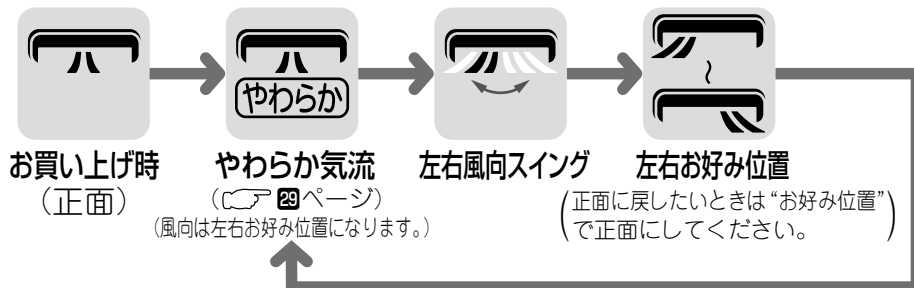 やわらか
お買い上げ時
（正面）
やわらか気流
（☞ 29ページ）
（風向は左右お好み位置になります。）
左右風向スイング
左右お好み位置
（正面に戻したいときは“お好み位置”
で正面にしてください。）